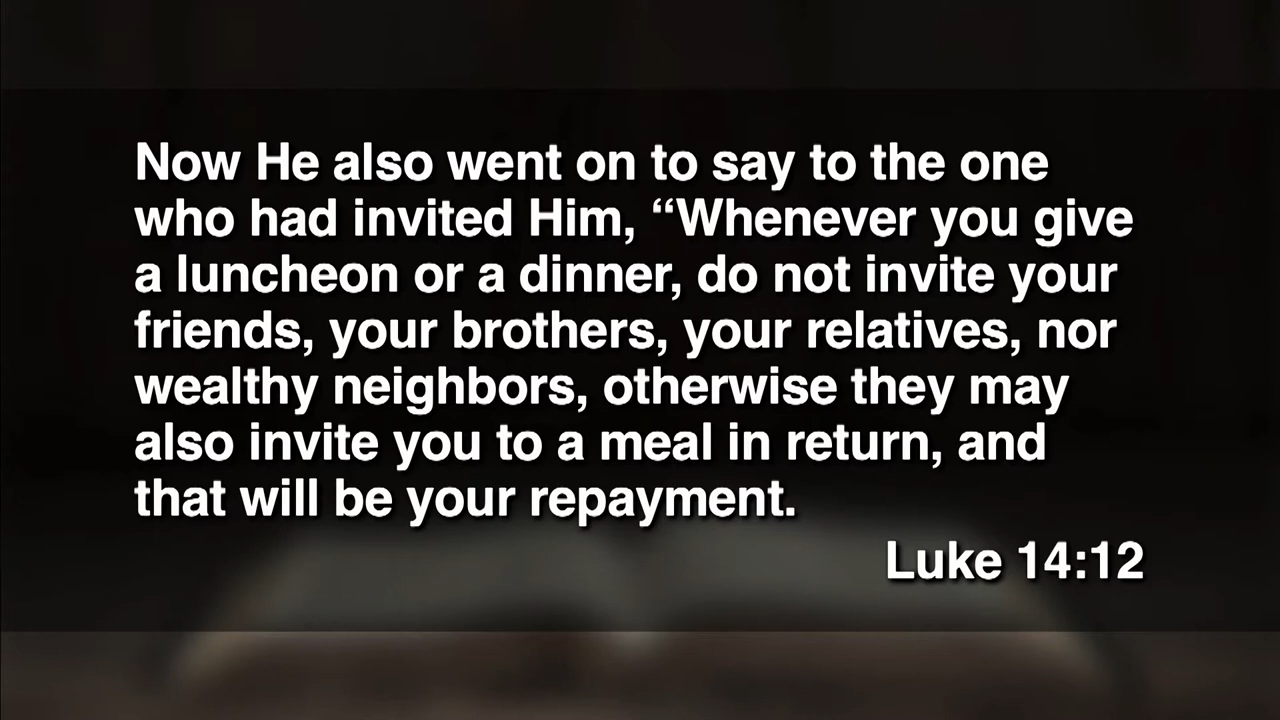 Now He also went on to say to the one
who had invited Him, “Whenever you give
a luncheon or a dinner, do not invite your
friends, your brothers, your relatives, nor
wealthy neighbors, otherwise they may
also invite you to a meal in return, and
that will be your repayment.
Luke 14:12